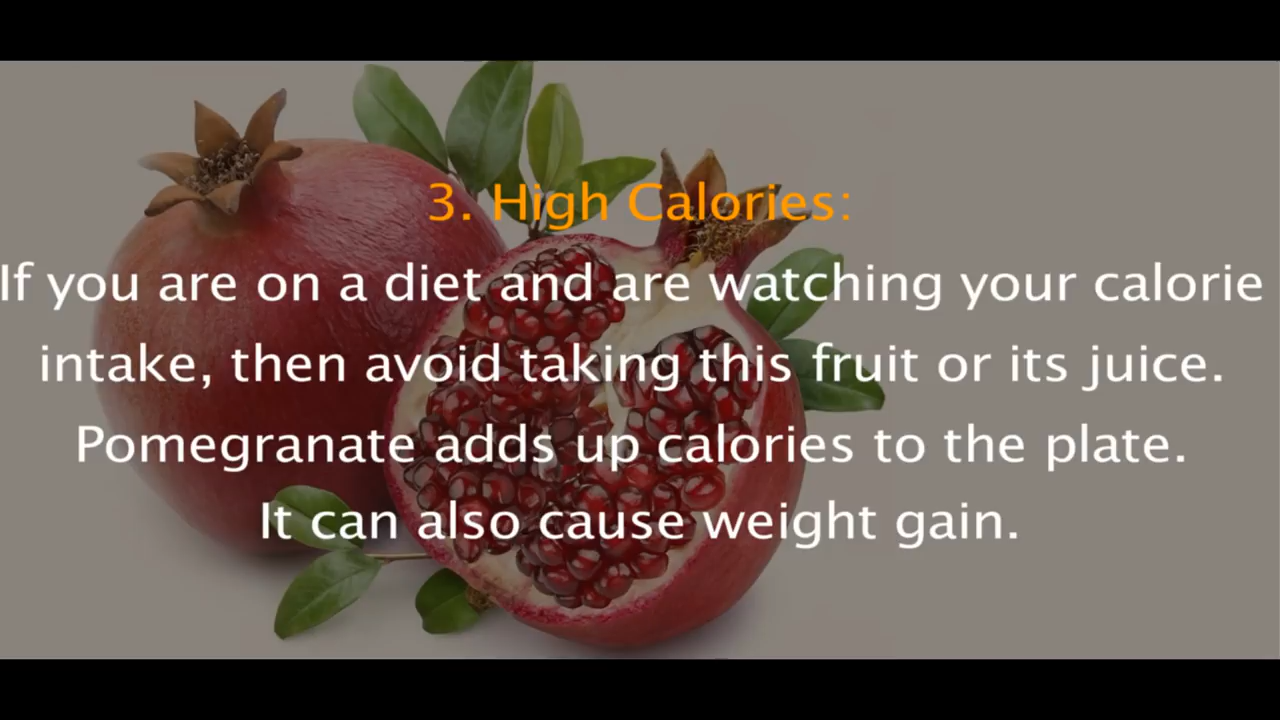 3. High Calories:
If you are on a diet and are watching your calorie
intake, then avoid taking this fruit or its juice.
Pomegranate adds up calories to the plate.
It can also cause weight gain.